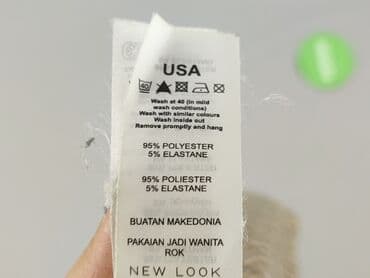 USA
40
Wash at 40 (in mild
wash conditions)
Wash with similar colours
Wash inside out
Remove promptly and hang
95% POLYESTER
5% ELASTANE
95% POLIESTER
5% ELASTANE
BUATAN MAKEDONIA
PAKAIAN JADI WANITA
ROK
NEW LOOK